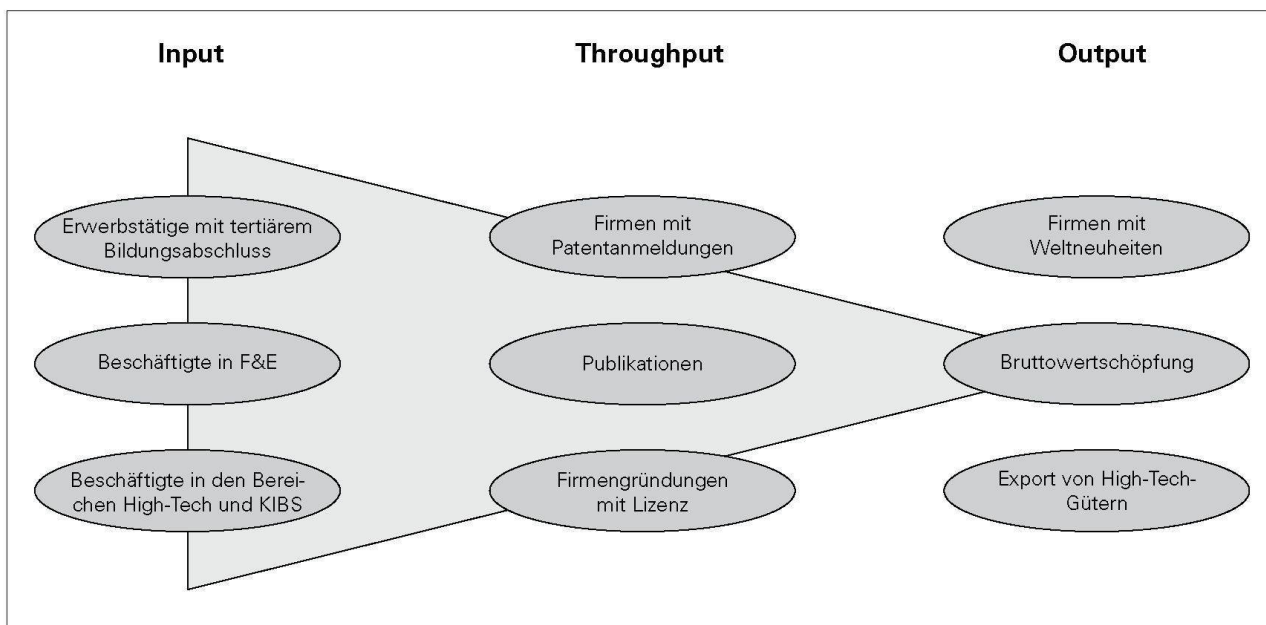 Input
Throughput
Output
Erwerbstätige mit tertiärem
Bildungsabschluss
Firmen mit
Patentanmeldungen
Firmen mit
Weltneuheiten
Beschäftigte in F&E
Publikationen
Bruttowertschöpfung
Beschäftigte in den Berei-
chen High-Tech und KIBS
Firmengründungen
mit Lizenz
Export von High-Tech-
Gütern